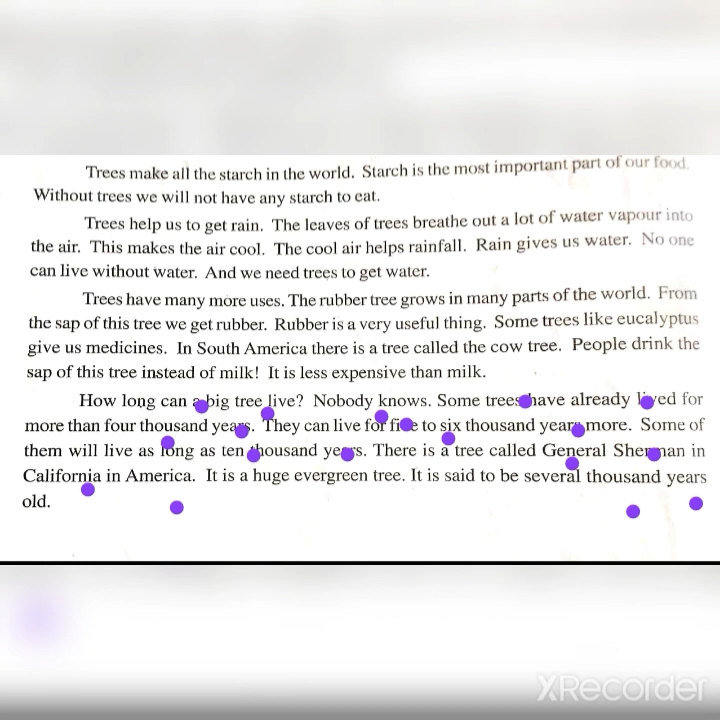 Trees make all the starch in the world. Starch is the most important part of our food.
Without trees we will not have any starch to eat.
Trees help us to get rain. The leaves of trees breathe out a lot of water vapour into
the air. This makes the air cool. The cool air helps rainfall. Rain gives us water. No one
can live without water. And we need trees to get water.
Trees have many more uses. The rubber tree grows in many parts of the world. From
the sap of this tree we get rubber. Rubber is a very useful thing. Some trees like eucalyptus
give us medicines. In South America there is a tree called the cow tree. People drink the
sap of this tree instead of milk! It is less expensive than milk.
How long can a big tree live? Nobody knows. Some trees have already lived for
more than four thousand years. They can live for five to six thousand years more. Some of
them will live as long as ten thousand years. There is a tree called General Sherman in
California in America. It is a huge evergreen tree. It is said to be several thousand years
old.
XRecorder